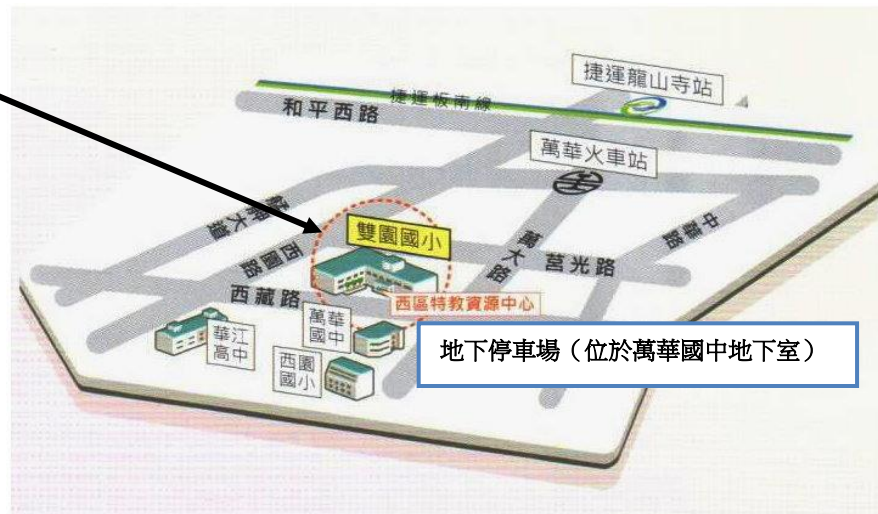 捷運龍山寺站
捷運板南線
和平西路
萬華火車站
艋舺大道
雙園國小
中華路
西園路
萬大路
莒光路
西藏路
西區特教資源中心
萬華
國中
華江
高中
西園
國小
地下停車場（位於萬華國中地下室）